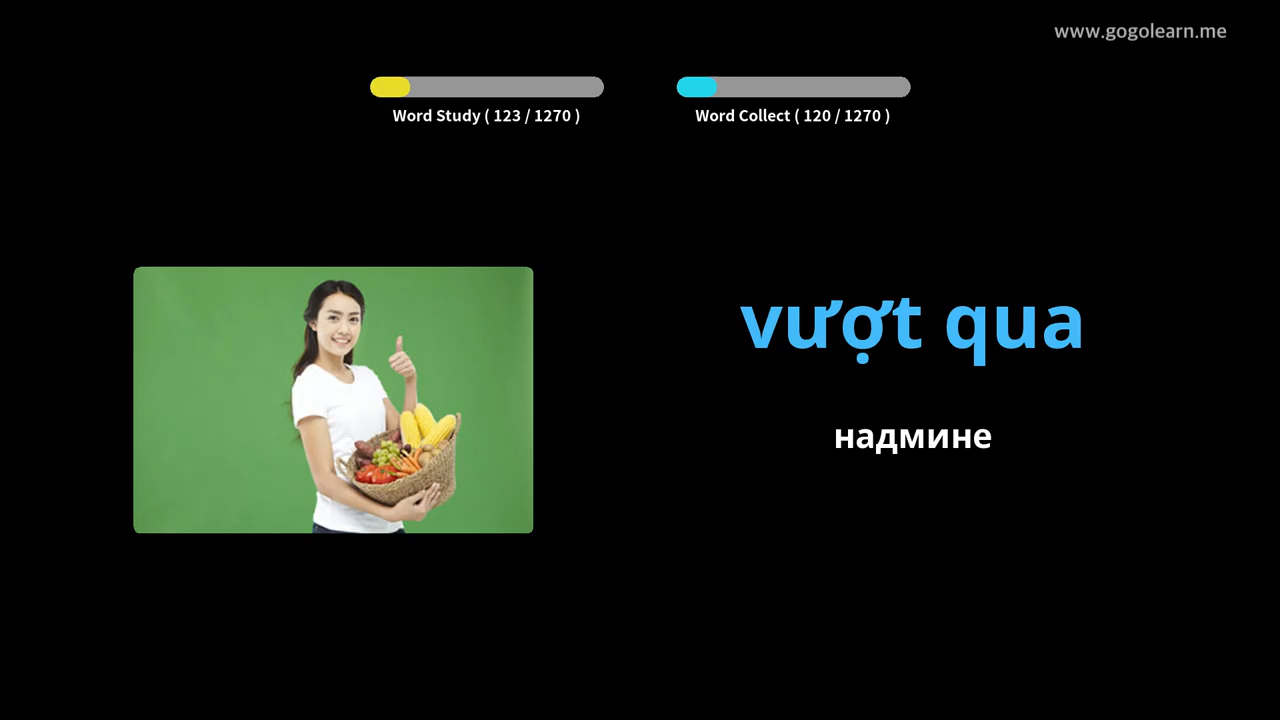 www.gogolearn.me
Word Study ( 123 / 1270 )
Word Collect ( 120 / 1270 )
vượt qua
надмине